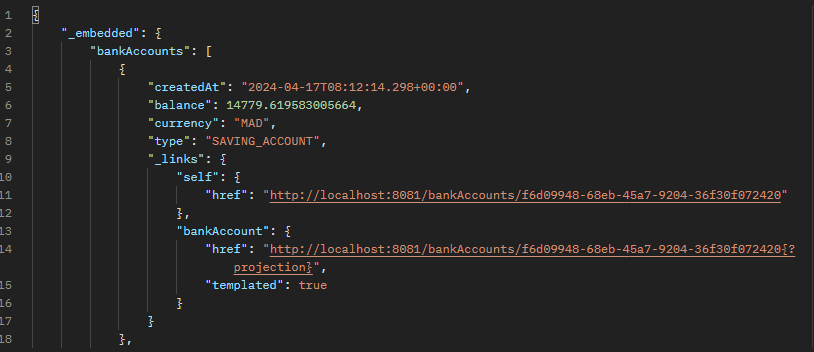 1 {
2 "_embedded": {
3 "bankAccounts": [
4 {
5 "createdAt": "2024-04-17T08:12:14.298+00:00",
6 "balance": 14779.619583005664,
7 "currency": "MAD",
8 "type": "SAVING_ACCOUNT",
9 "_links": {
10 "self": {
11 "href": "http://localhost:8081/bankAccounts/f6d09948-68eb-45a7-9204-36f30f072420"
12 },
13 "bankAccount": {
14 "href": "http://localhost:8081/bankAccounts/f6d09948-68eb-45a7-9204-36f30f072420{?
projection}",
15 "templated": true
16 }
17 }
18 },